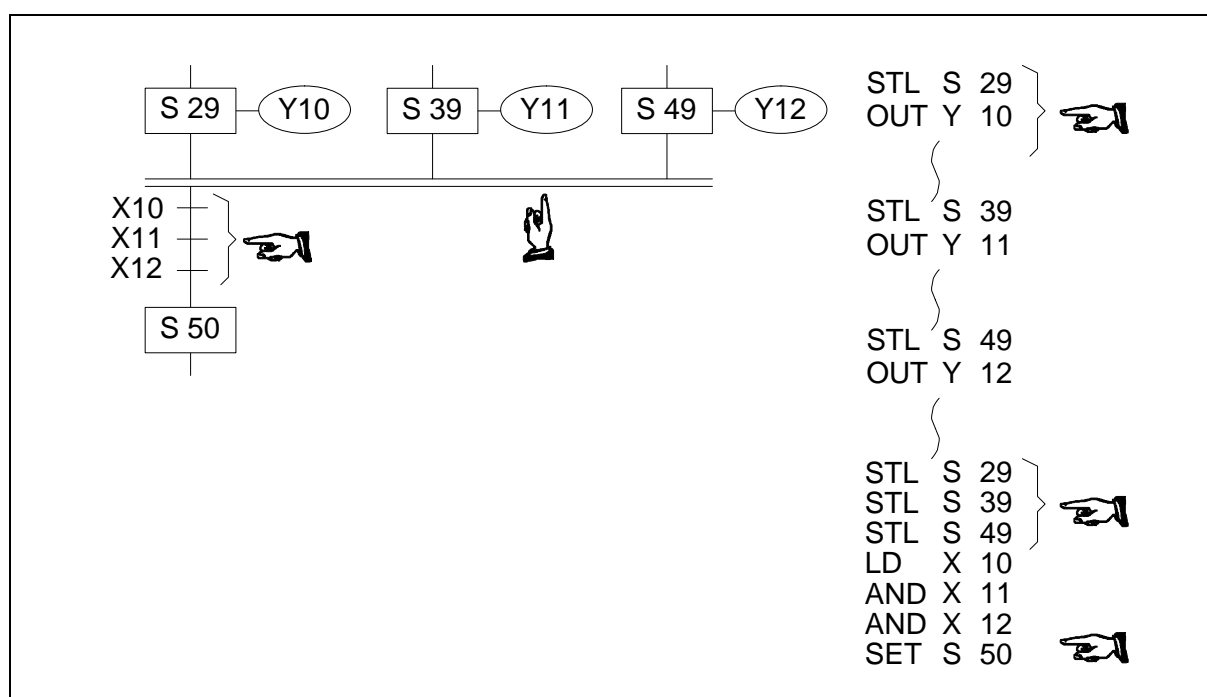 S 29 Y10 S 39 Y11 S 49 Y12
X10
X11
X12
S 50
STL S 29
OUT Y 10
STL S 39
OUT Y 11
STL S 49
OUT Y 12
STL S 29
STL S 39
STL S 49
LD X 10
AND X 11
AND X 12
SET S 50